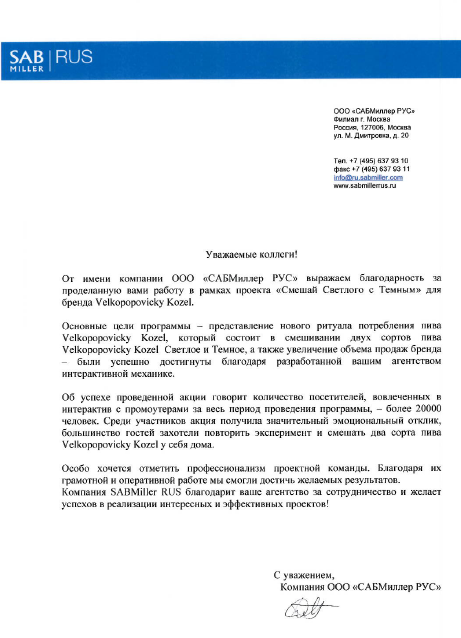 SAB | RUS
MILLER
ООО «САБМиллер РУС»
Филиал г. Москва
Россия, 127006, Москва
ул. М. Дмитровка, д. 20
Тел. +7 (495) 637 93 10
факс +7 (495) 637 93 11
info@ru.sabmiller.com
www.sabmillerrus.ru
Уважаемые коллеги!
От имени компании ООО «САБМиллер РУС» выражаем благодарность за
проделанную вами работу в рамках проекта «Смешай Светлого с Темным» для
бренда Velkopopovicky Kozel.
Основные цели программы – представление нового ритуала потребления пива
Velkopopovicky Kozel, который состоит в смешивании двух сортов пива
Velkopopovicky Kozel Светлое и Темное, а также увеличение объема продаж бренда
– были успешно достигнуты благодаря разработанной вашим агентством
интерактивной механике.
Об успехе проведенной акции говорит количество посетителей, вовлеченных в
интерактив с промоутерами за весь период проведения программы, – более 20000
человек. Среди участников акция получила значительный эмоциональный отклик,
большинство гостей захотели повторить эксперимент и смешать два сорта пива
Velkopopovicky Kozel у себя дома.
Особо хочется отметить профессионализм проектной команды. Благодаря их
грамотной и оперативной работе мы смогли достичь желаемых результатов.
Компания SABMiller RUS благодарит ваше агентство за сотрудничество и желает
успехов в реализации интересных и эффективных проектов!
С уважением,
Компания ООО «САБМиллер РУС»